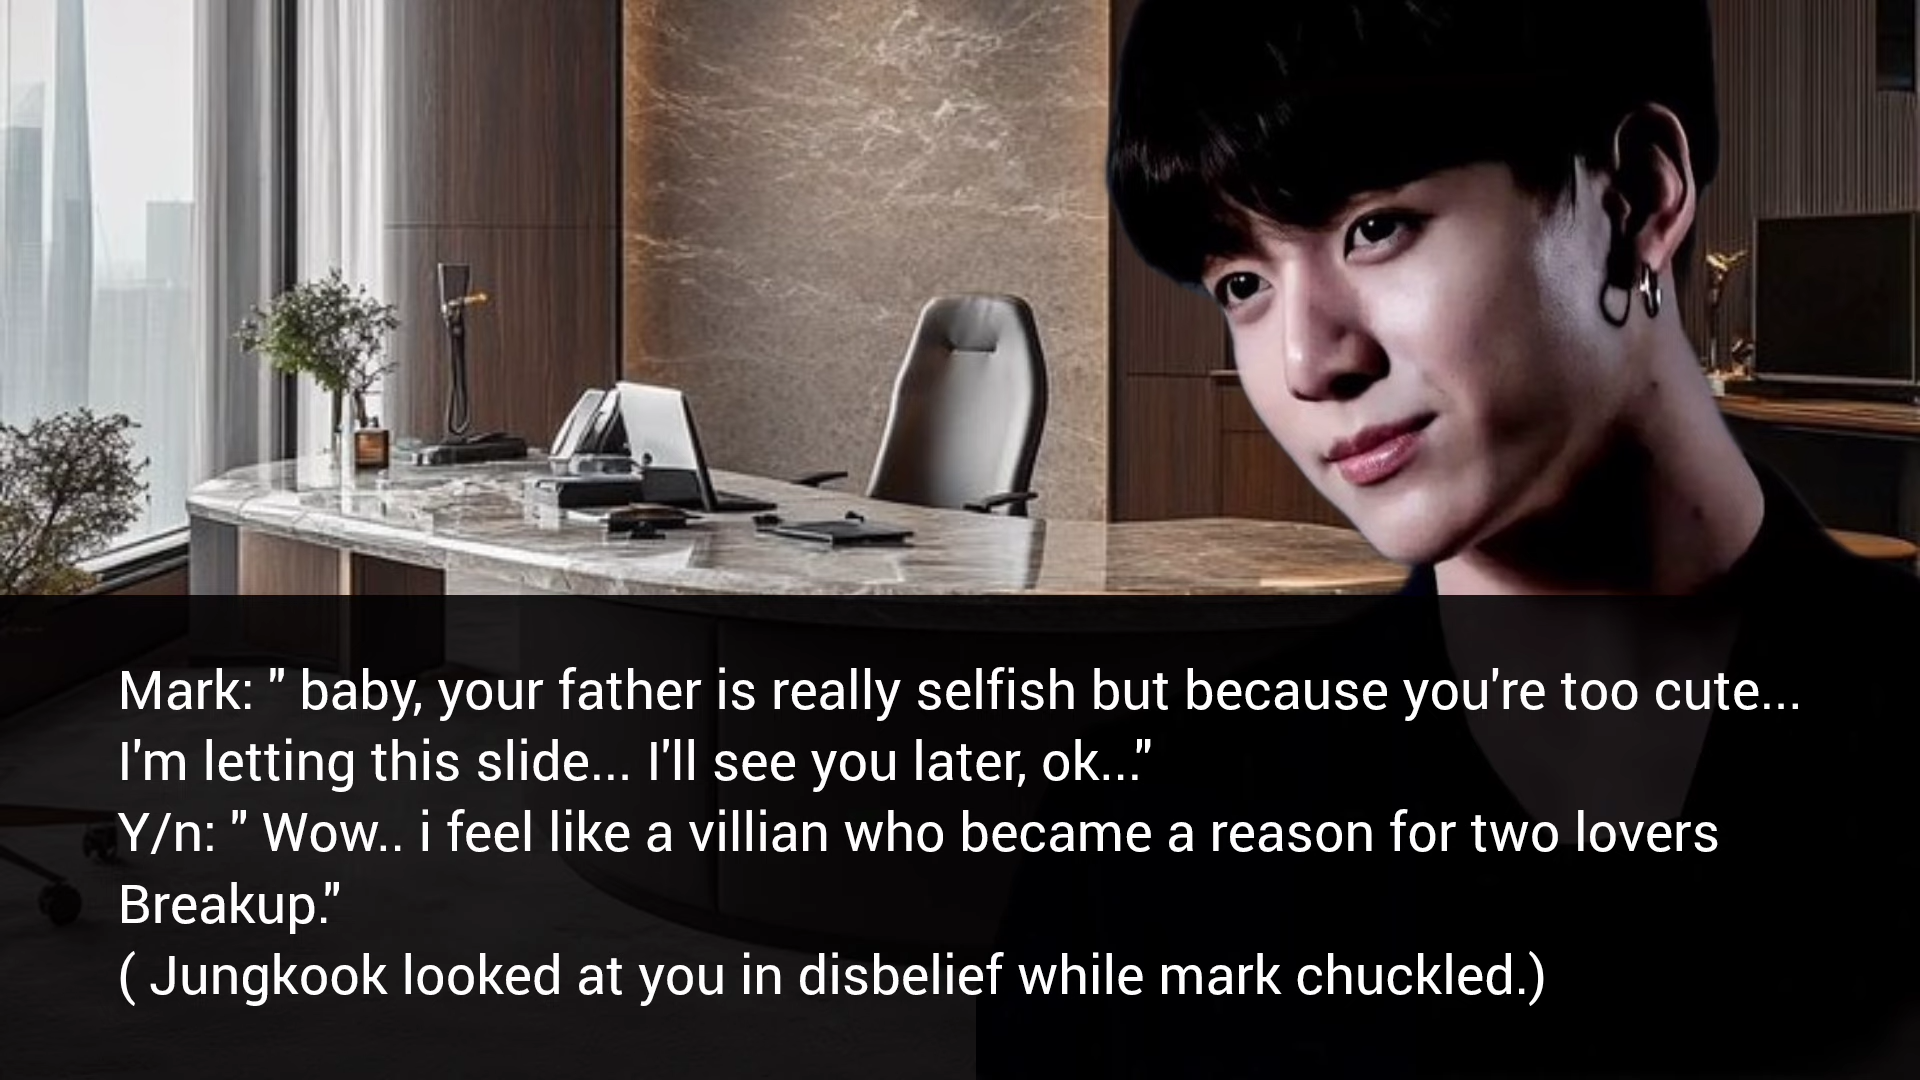 Mark: " baby, your father is really selfish but because you're too cute...
I'm letting this slide... I'll see you later, ok..."
Y/n: " Wow.. i feel like a villian who became a reason for two lovers
Breakup."
( Jungkook looked at you in disbelief while mark chuckled.)